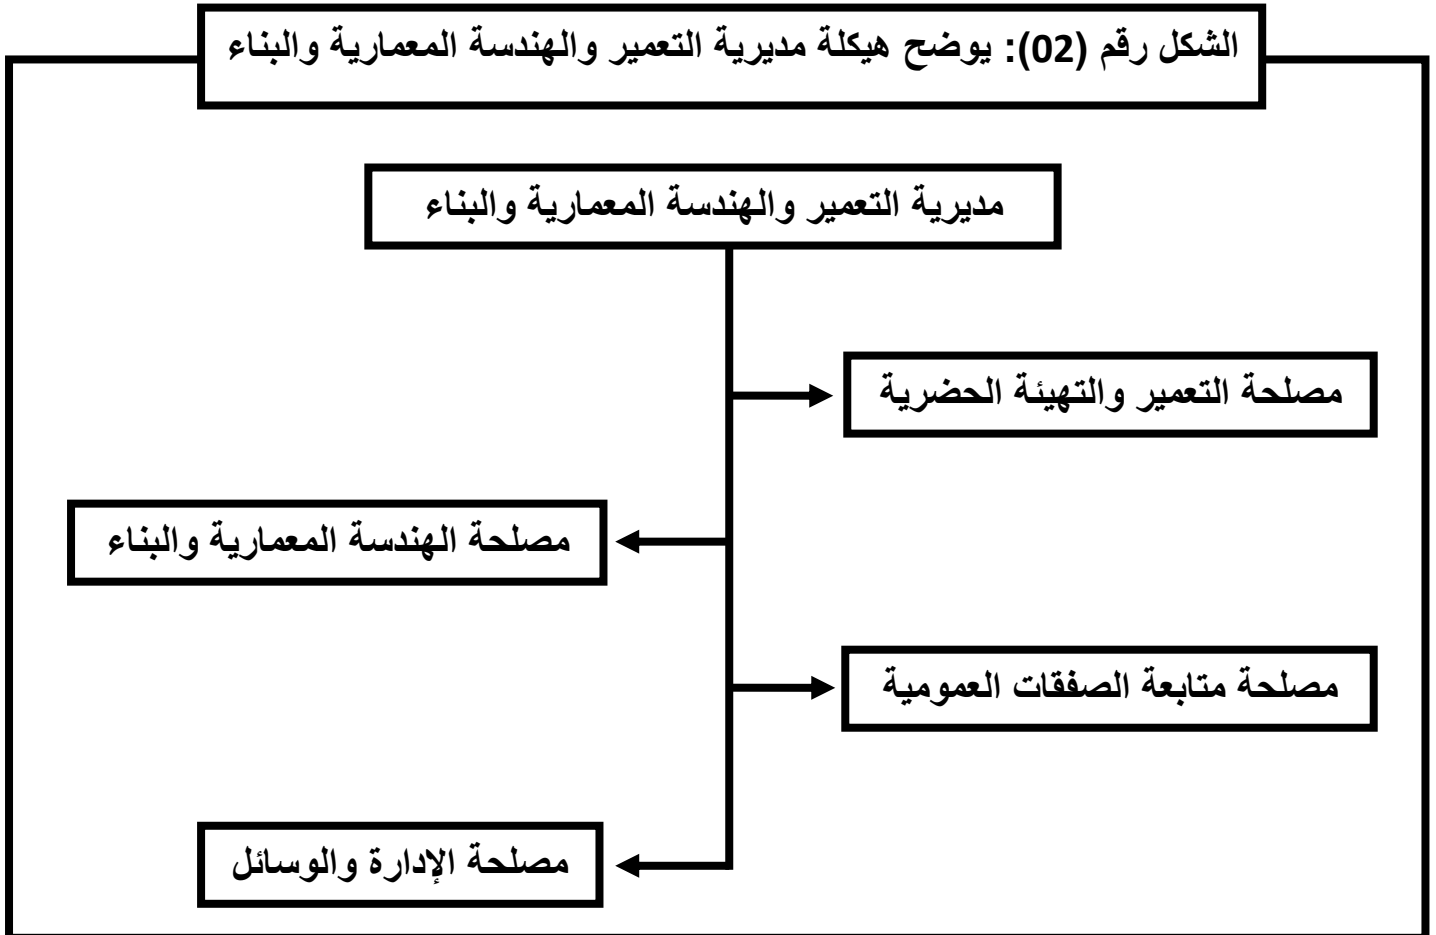 الشكل رقم (02): يوضح هيكلة مديرية التعمير والهندسة المعمارية والبناء
مديرية التعمير والهندسة المعمارية والبناء
مصلحة التعمير والتهيئة الحضرية
مصلحة الهندسة المعمارية والبناء
مصلحة متابعة الصفقات العمومية
مصلحة الإدارة والوسائل